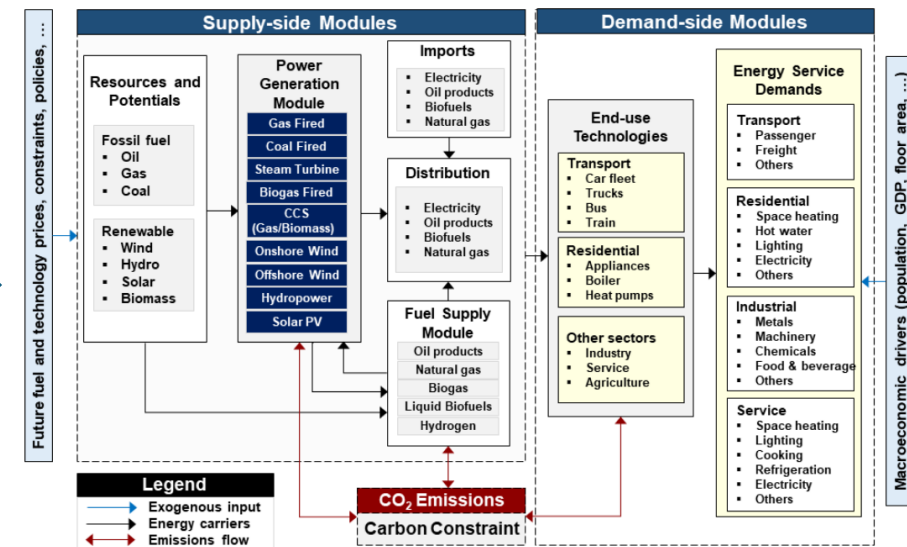 Future fuel and technology prices, constraints, policies, ...
Supply-side Modules
Resources and
Potentials
Fossil fuel
▪ Oil
▪ Gas
▪ Coal
Renewable
▪ Wind
▪ Hydro
▪ Solar
▪ Biomass
Power
Generation
Module
Gas Fired
Coal Fired
Steam Turbine
Biogas Fired
CCS
(Gas/Biomass)
Onshore Wind
Offshore Wind
Hydropower
Solar PV
Imports
▪ Electricity
▪ Oil products
▪ Biofuels
▪ Natural gas
Distribution
▪ Electricity
▪ Oil products
▪ Biofuels
▪ Natural gas
Fuel Supply
Module
Oil products
Natural gas
Biogas
Liquid Biofuels
Hydrogen
Demand-side Modules
End-use
Technologies
Transport
▪ Car fleet
▪ Trucks
▪ Bus
▪ Train
Residential
▪ Appliances
▪ Boiler
▪ Heat pumps
Other sectors
▪ Industry
▪ Service
▪ Agriculture
Energy Service
Demands
Transport
▪ Passenger
▪ Freight
▪ Others
Residential
▪ Space heating
▪ Hot water
▪ Lighting
▪ Electricity
▪ Others
Industrial
▪ Metals
▪ Machinery
▪ Chemicals
▪ Food & beverage
▪ Others
Service
▪ Space heating
▪ Lighting
▪ Cooking
▪ Refrigeration
▪ Electricity
▪ Others
Macroeconomic drivers (population, GDP, floor area, ...)
Legend
Exogenous input
Energy carriers
Emissions flow
CO₂ Emissions
Carbon Constraint